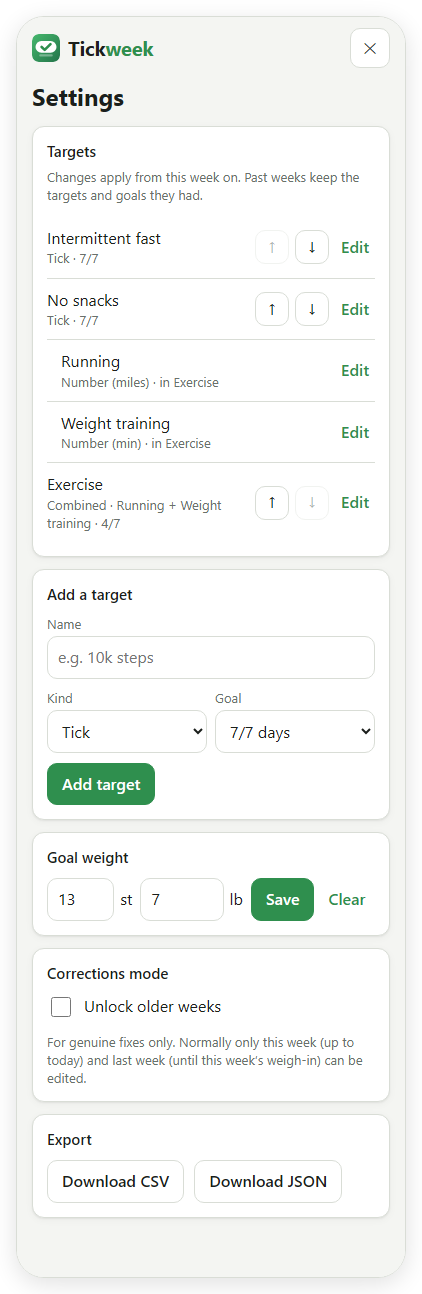 Tickweek
Settings
Targets
Changes apply from this week on. Past weeks keep the
targets and goals they had.
Intermittent fast
Tick · 7/7
↑ ↓ Edit
No snacks
Tick · 7/7
↑ ↓ Edit
Running
Number (miles) · in Exercise
Edit
Weight training
Number (min) · in Exercise
Edit
Exercise
Combined · Running + Weight
training · 4/7
↑ ↓ Edit
Add a target
Name
e.g. 10k steps
Kind Goal
Tick 7/7 days
Add target
Goal weight
13 st 7 lb Save Clear
Corrections mode
Unlock older weeks
For genuine fixes only. Normally only this week (up to
today) and last week (until this week's weigh-in) can be
edited.
Export
Download CSV Download JSON